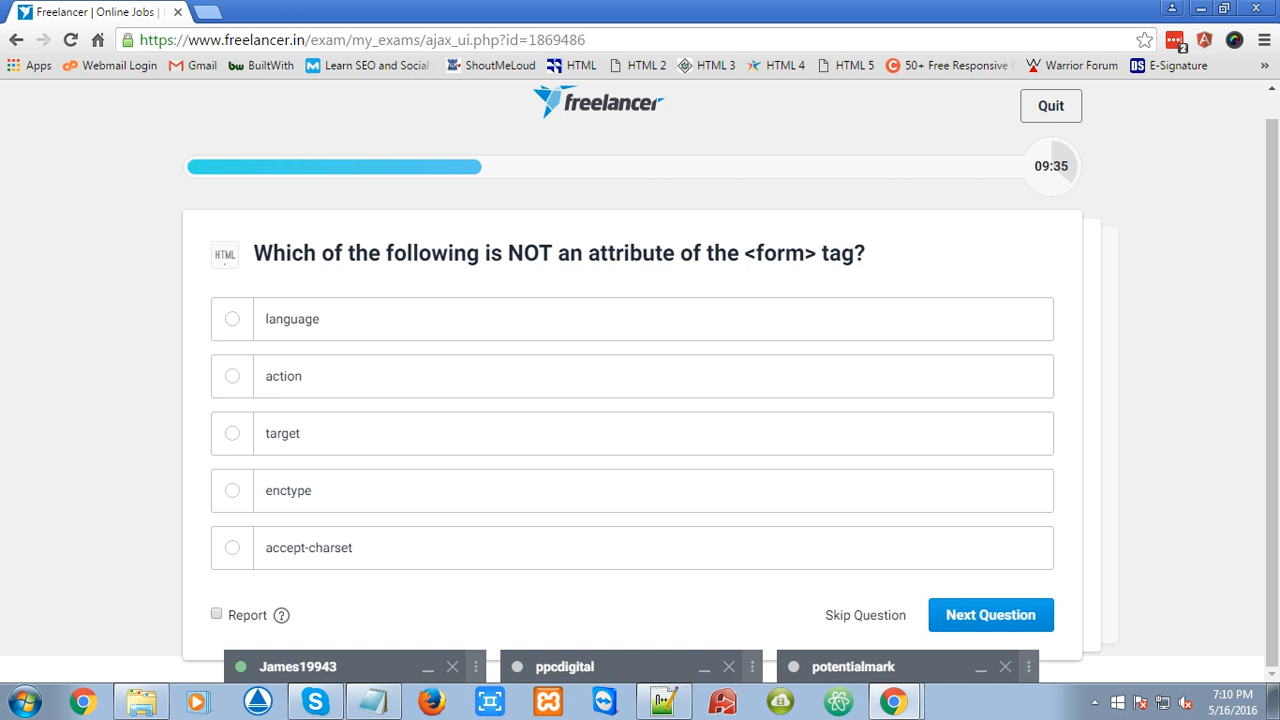 Freelancer | Online Jobs |
https://www.freelancer.in/exam/my_exams/ajax_ui.php?id=1869486
2
Apps Webmail Login Gmail BuiltWith Learn SEO and Social ShoutMeLoud HTML HTML 2 HTML 3 HTML 4 HTML 5 50+ Free Responsive Warrior Forum E-Signature »
freelancer
Quit
09:35
HTML
Which of the following is NOT an attribute of the <form> tag?
language
action
target
enctype
accept-charset
Report ?
Skip Question
Next Question
James19943
ppcdigital
potentialmark
7:10 PM
5/16/2016